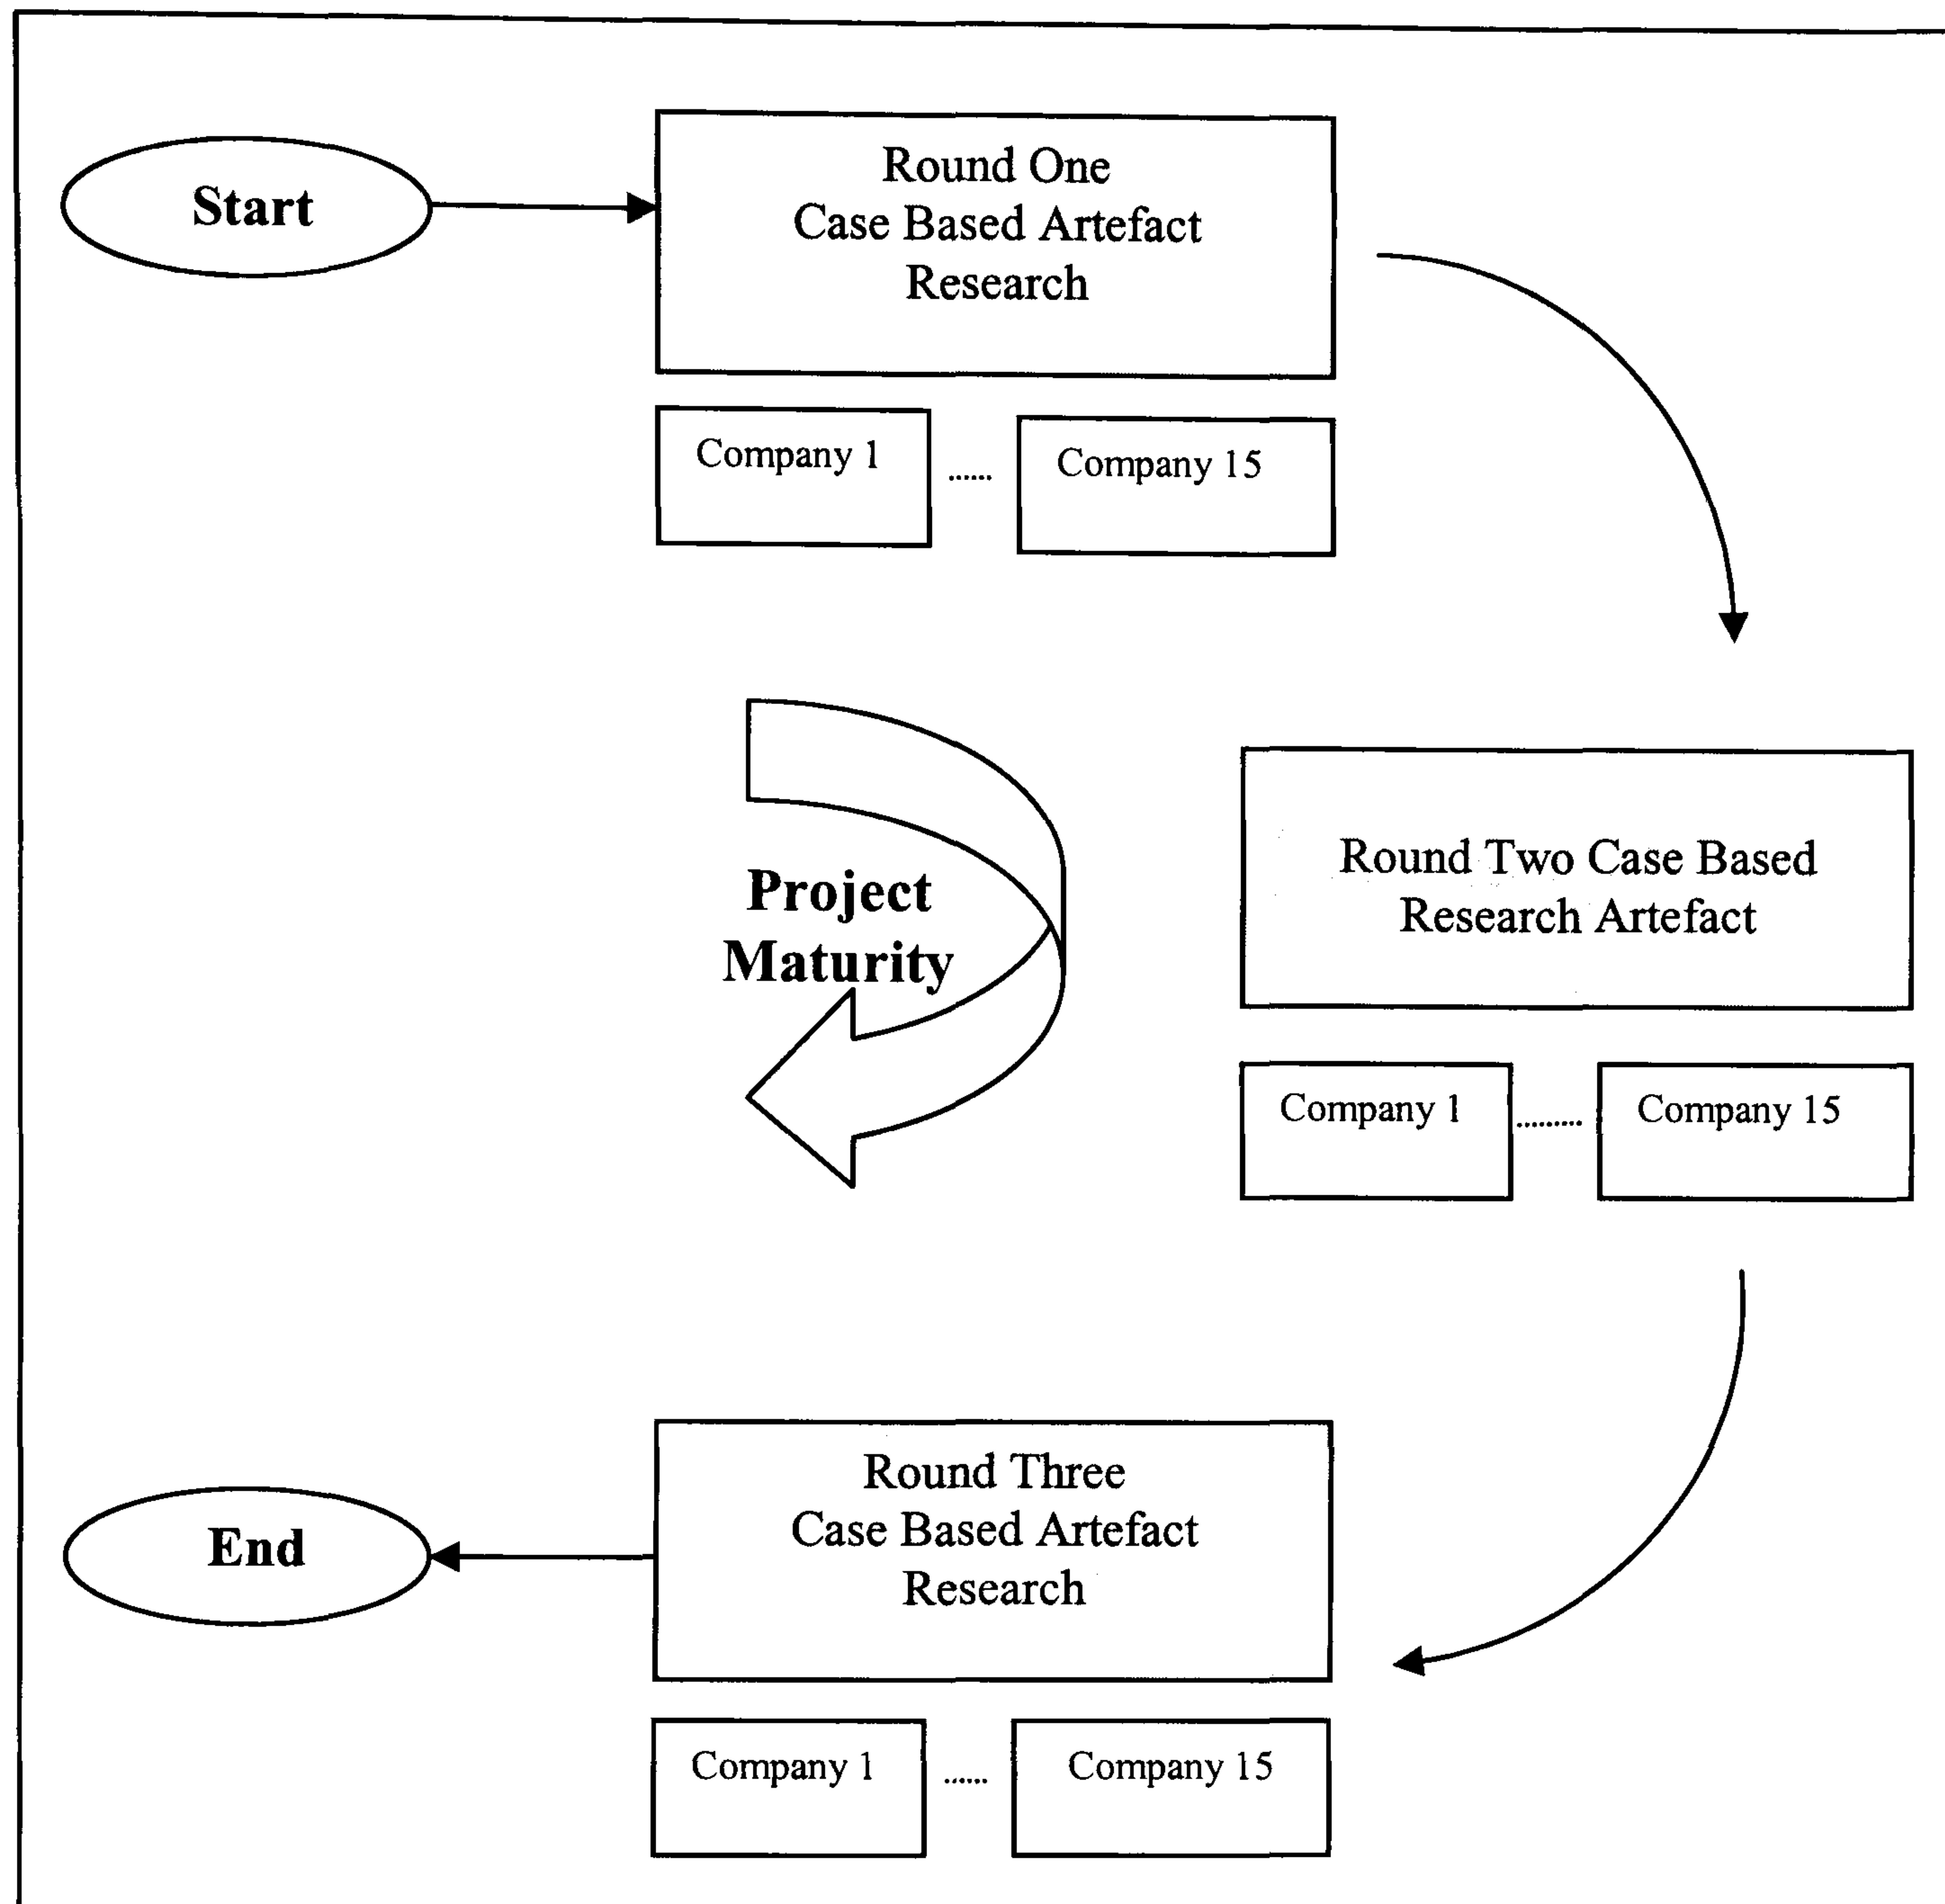 Start
Round One
Case Based Artefact
Research
Company 1
......
Company 15
Project
Maturity
Round Two Case Based
Research Artefact
Company 1
.........
Company 15
End
Round Three
Case Based Artefact
Research
Company 1
......
Company 15